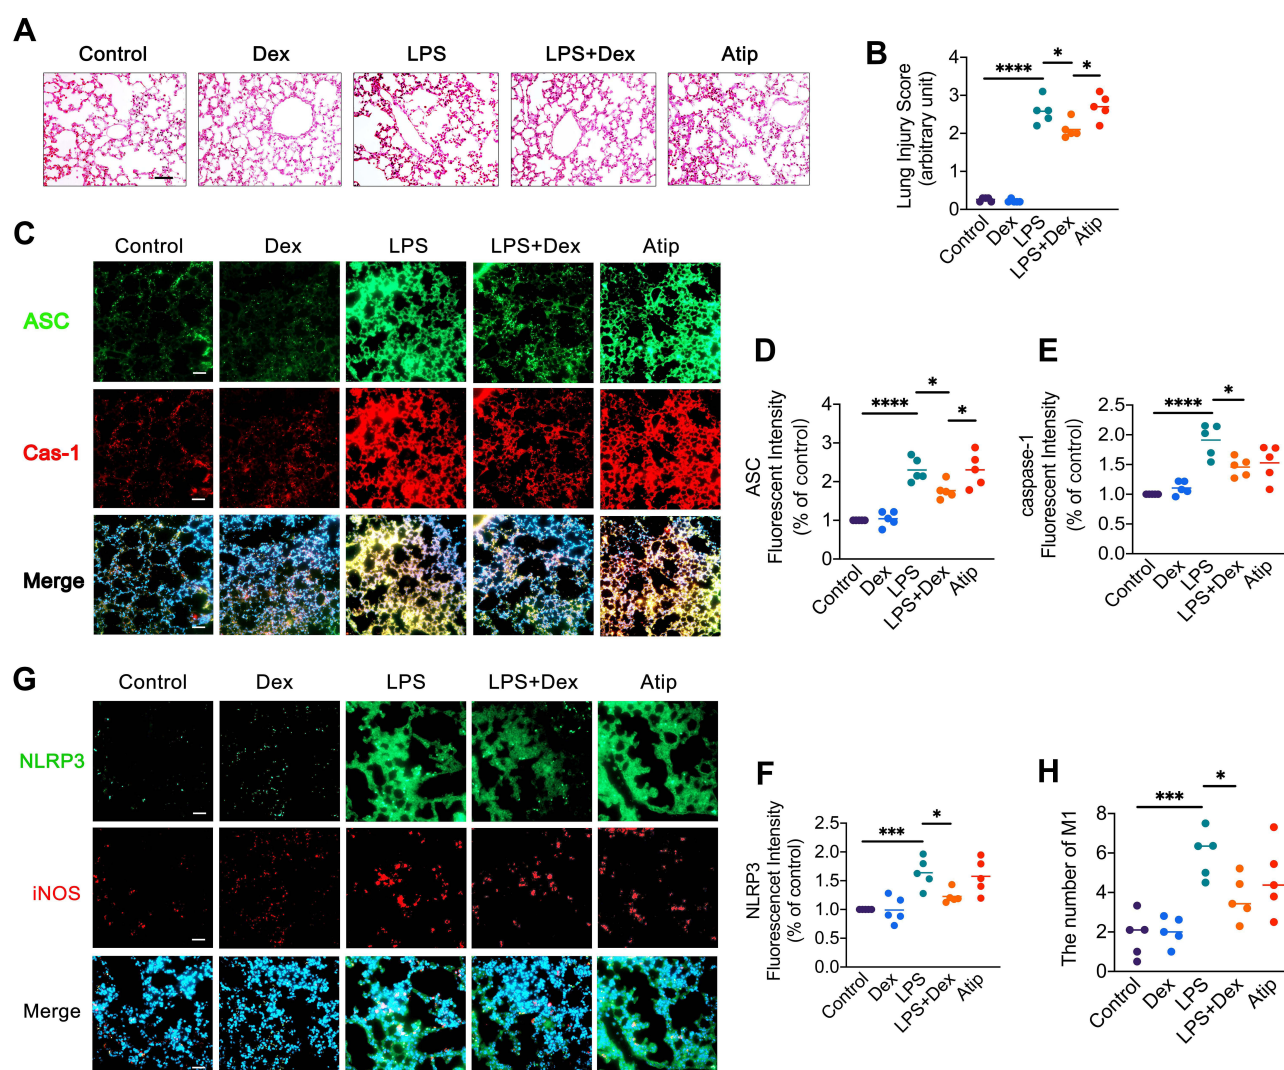 A
Control Dex LPS LPS+Dex Atip
B
Lung Injury Score
(arrbitrary unit)
4
3
2
1
0
**** * *
Control Dex LPS LPS+Dex Atip
C
Control Dex LPS LPS+Dex Atip
ASC
Cas-1
Merge
D
ASC
Fluorescent Intensity
(% of control)
4
3
2
1
0
**** * *
Control Dex LPS LPS+Dex Atip
E
caspase-1
Fluorescent Intensity
(% of control)
2.5
2.0
1.5
1.0
0.5
0.0
**** *
Control Dex LPS LPS+Dex Atip
G
Control Dex LPS LPS+Dex Atip
NLRP3
iNOS
Merge
F
NLRP3
Fluorescencet Intensity
(% of control)
2.5
2.0
1.5
1.0
0.5
0.0
*** *
Control Dex LPS LPS+Dex Atip
H
The number of M1
8
6
4
2
0
*** *
Control Dex LPS LPS+Dex Atip